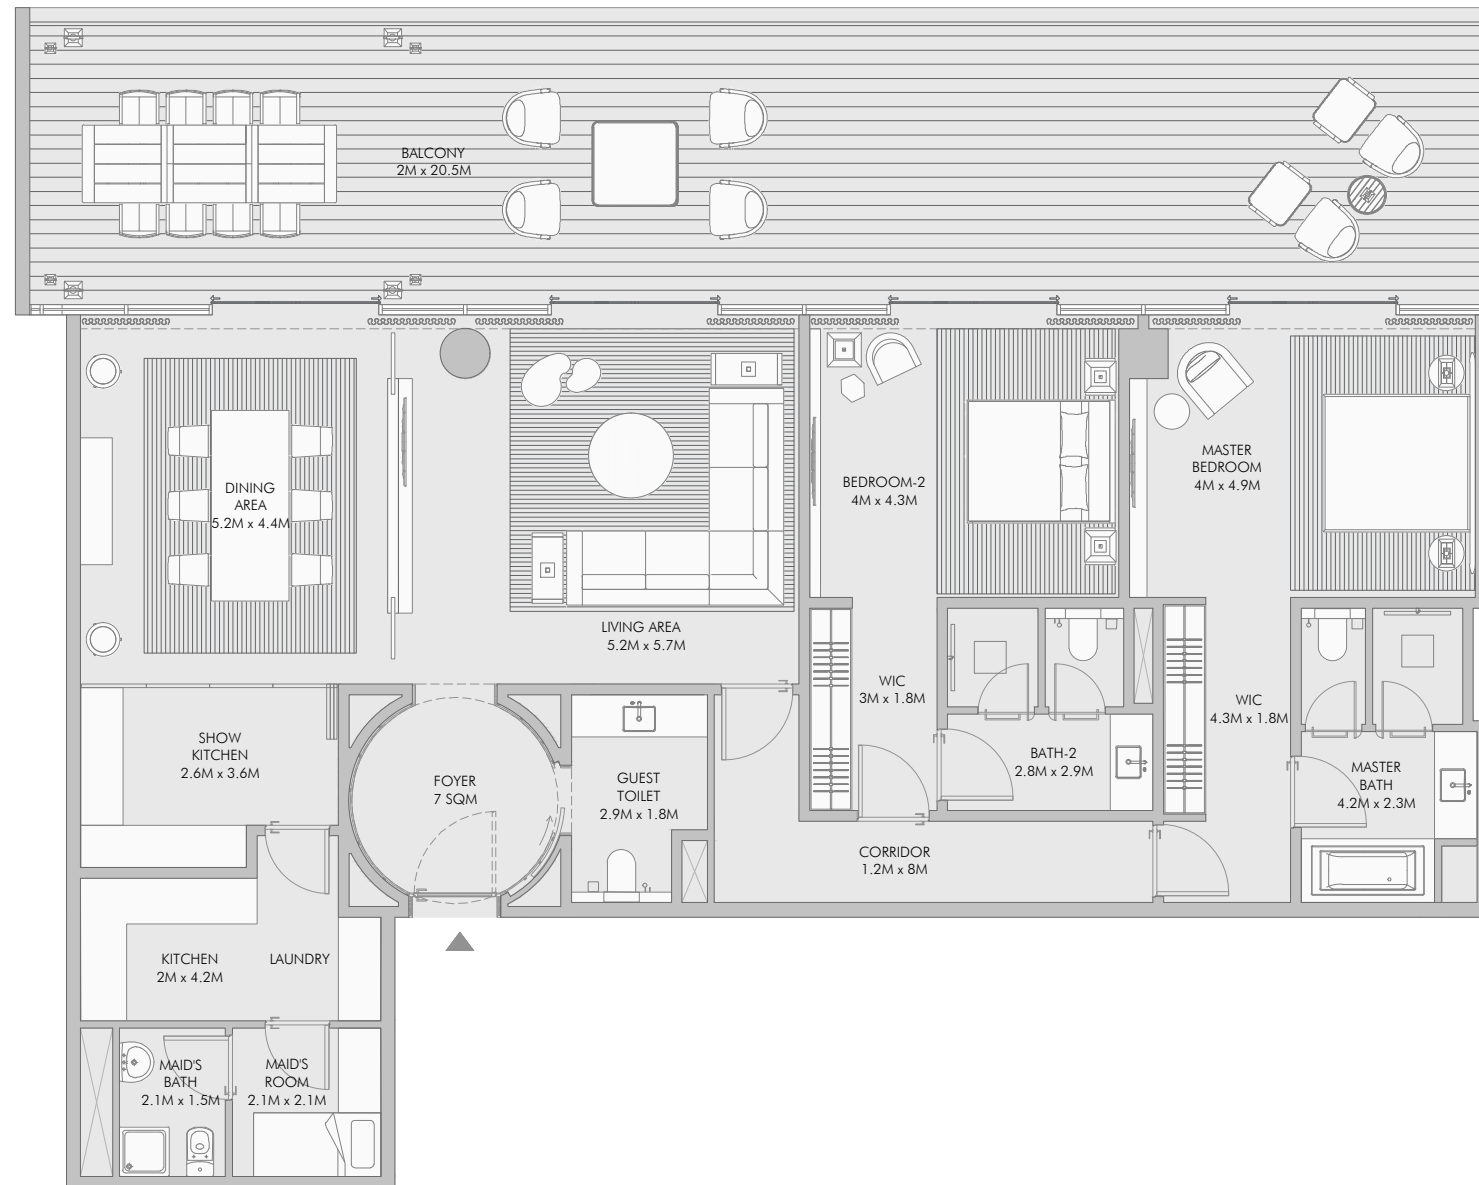 BALCONY
2M x 20.5M
DINING
AREA
5.2M x 4.4M
LIVING AREA
5.2M x 5.7M
BEDROOM-2
4M x 4.3M
MASTER
BEDROOM
4M x 4.9M
WIC
3M x 1.8M
WIC
4.3M x 1.8M
SHOW
KITCHEN
2.6M x 3.6M
FOYER
7 SQM
GUEST
TOILET
2.9M x 1.8M
BATH-2
2.8M x 2.9M
MASTER
BATH
4.2M x 2.3M
CORRIDOR
1.2M x 8M
KITCHEN
2M x 4.2M
LAUNDRY
MAID'S
BATH
2.1M x 1.5M
MAID'S
ROOM
2.1M x 2.1M